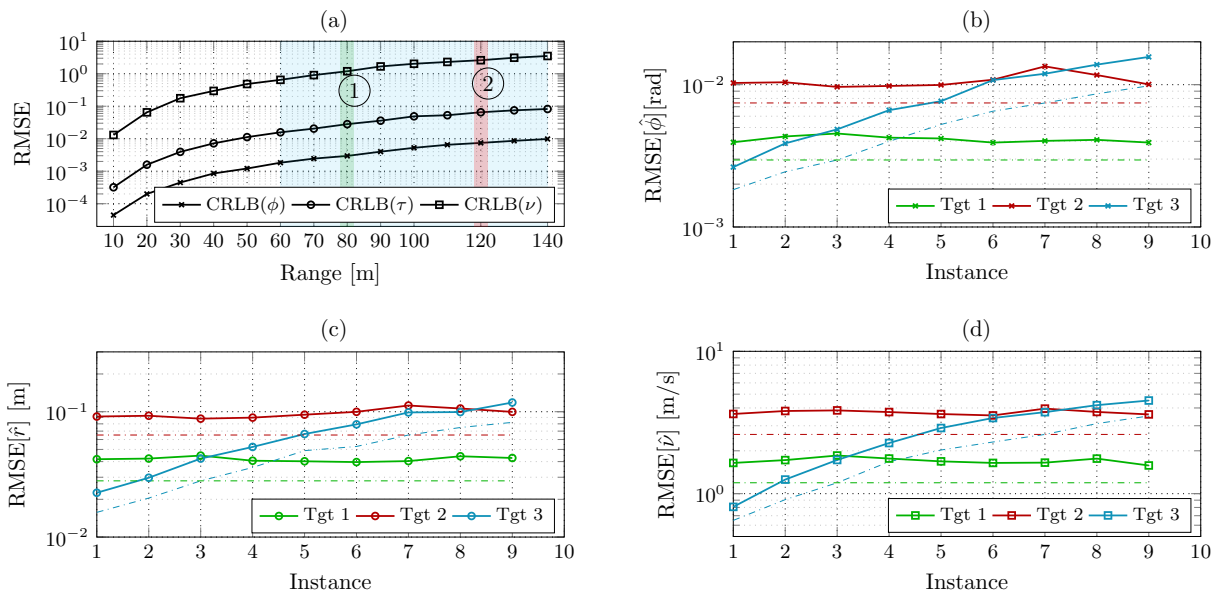 (a)
RMSE
10^1
10^0
10^{-1}
10^{-2}
10^{-3}
10^{-4}
1
2
CRLB(ϕ) CRLB(τ) CRLB(ν)
10 20 30 40 50 60 70 80 90 100 120 140
Range [m]
(b)
RMSE[ϕ̂][rad]
10^{-2}
10^{-3}
Tgt 1 Tgt 2 Tgt 3
1 2 3 4 5 6 7 8 9 10
Instance
(c)
RMSE[r̂] [m]
10^{-1}
10^{-2}
Tgt 1 Tgt 2 Tgt 3
1 2 3 4 5 6 7 8 9 10
Instance
(d)
RMSE[ν̂] [m/s]
10^1
10^0
Tgt 1 Tgt 2 Tgt 3
1 2 3 4 5 6 7 8 9 10
Instance